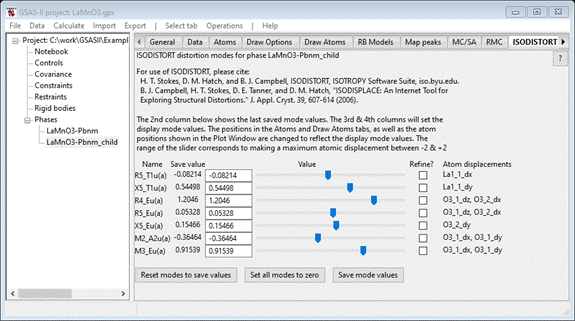 GSAS-II project: LaMnO3.gpx
File Data Calculate Import Export Select tab Operations
Project: C:\work\GSASII\Exampl
Notebook
Controls
Covariance
Constraints
Restraints
Rigid bodies
Phases
LaMnO3-Pbnm
LaMnO3-Pbnm_child
General Data Atoms Draw Options Draw Atoms RB Models Map peaks MC/SA RMC ISODISTORT
ISODISTORT distortion modes for phase LaMnO3-Pbnm_child
?
For use of ISODISTORT, please cite:
H. T. Stokes, D. M. Hatch, and B. J. Campbell, ISODISTORT, ISOTROPY Software Suite, iso.byu.edu.
B. J. Campbell, H. T. Stokes, D. E. Tanner, and D. M. Hatch, "ISODISPLACE: An Internet Tool for
Exploring Structural Distortions." J. Appl. Cryst. 39, 607-614 (2006).
The 2nd column below shows the last saved mode values. The 3rd & 4th columns will set the
display mode values. The positions in the Atoms and Draw Atoms tabs, as well as the atom
positions shown in the Plot Window are changed to reflect the display mode values. The
range of the slider corresponds to making a maximum atomic displacement between -2 & +2
Name Save value Value Refine? Atom displacements
R5_T1u(a) -0.08214 -0.08214 La1_1_dx
X5_T1u(a) 0.54498 0.54498 La1_1_dy
R4_Eu(a) 1.2046 1.2046 O3_1_dz, O3_2_dx
R5_Eu(a) 0.05328 0.05328 O3_1_dz, O3_2_dx
X5_Eu(a) 0.15466 0.15466 O3_2_dy
M2_A2u(a) -0.36464 -0.36464 O3_1_dx, O3_1_dy
M3_Eu(a) 0.91539 0.91539 O3_1_dx, O3_1_dy
Reset modes to save values Set all modes to zero Save mode values